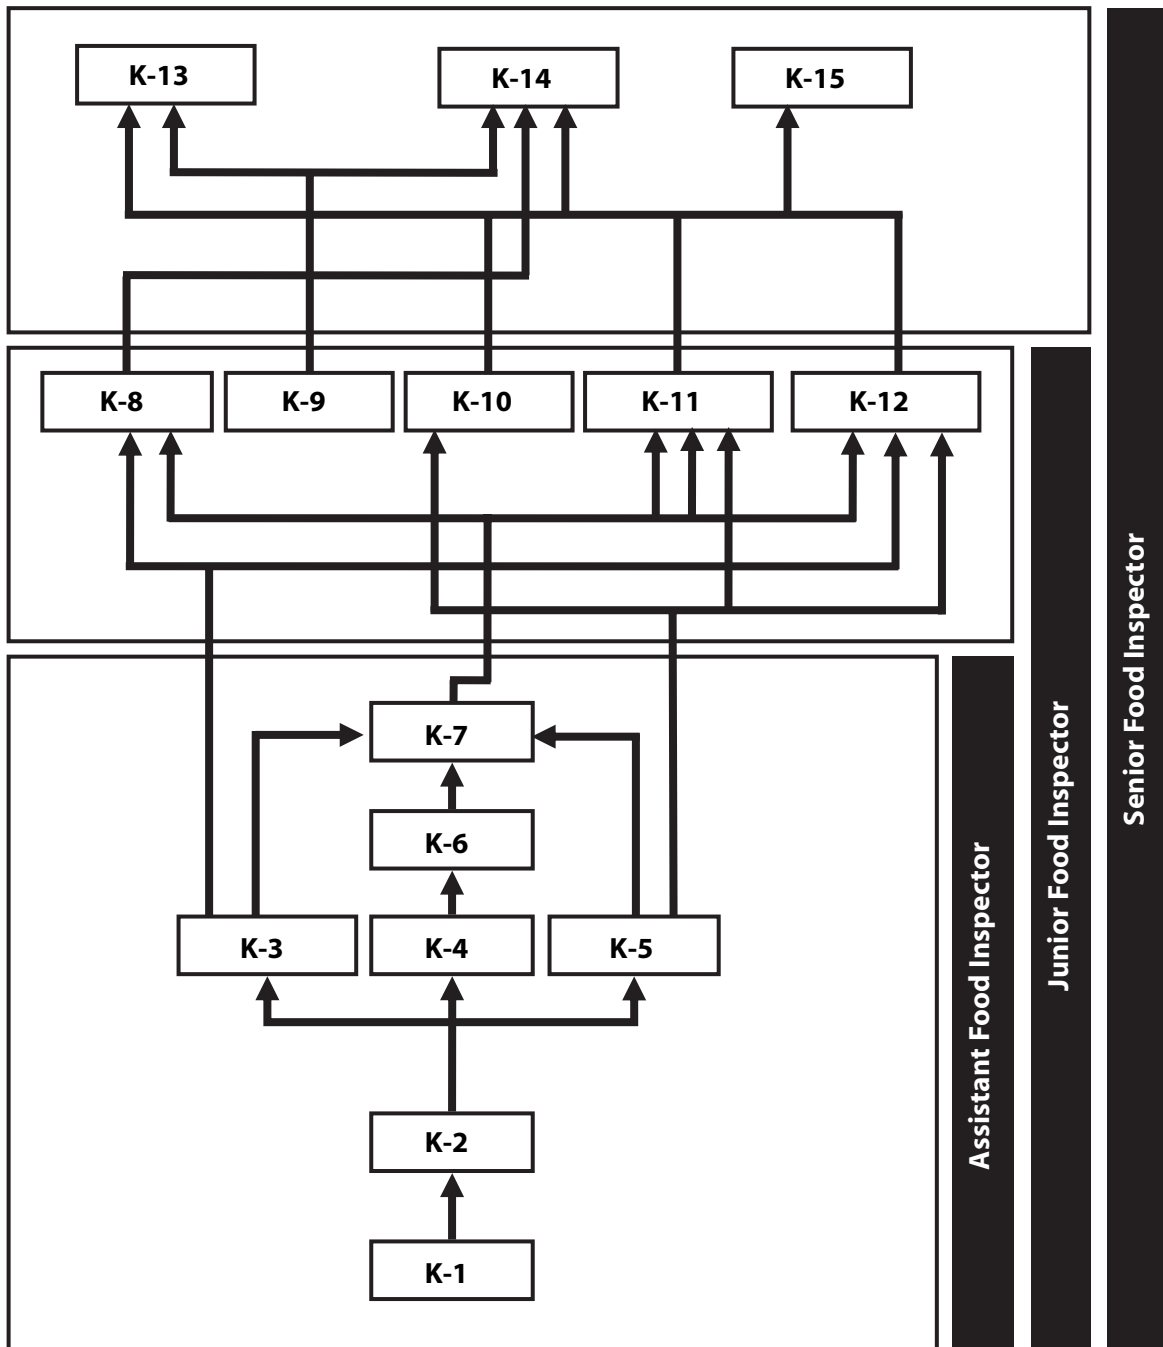 K-13
K-14
K-15
K-8
K-9
K-10
K-11
K-12
K-7
K-6
K-3
K-4
K-5
K-2
K-1
Assistant Food Inspector
Junior Food Inspector
Senior Food Inspector